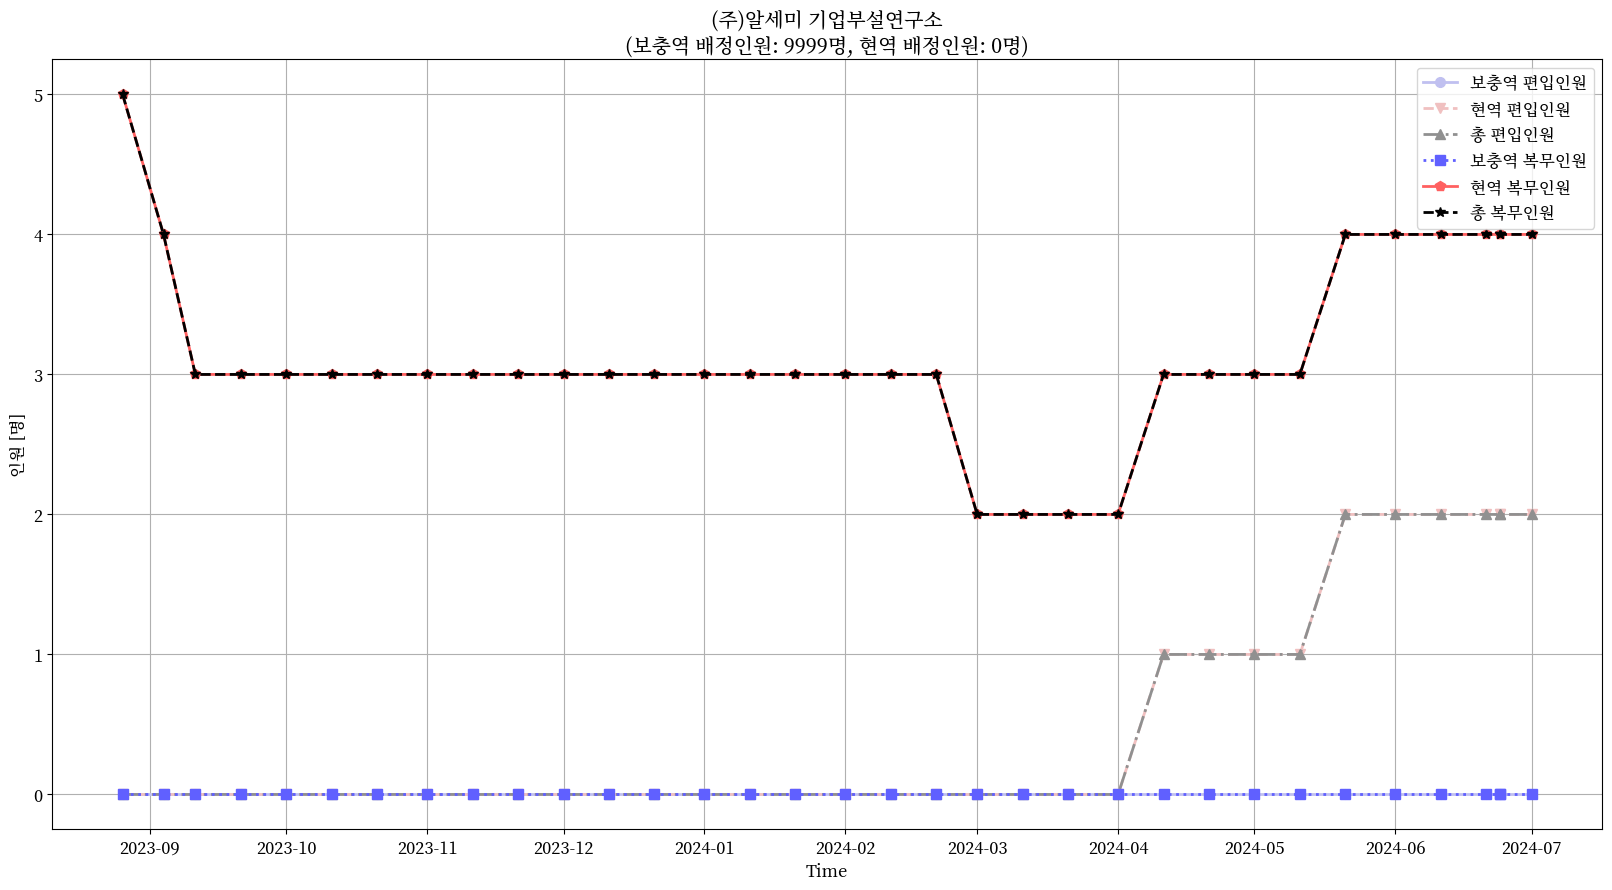 (주)알세미 기업부설연구소
(보충역 배정인원: 9999명, 현역 배정인원: 0명)
보충역 편입인원
현역 편입인원
총 편입인원
보충역 복무인원
현역 복무인원
총 복무인원
5
4
3
2
1
0
인원 [명]
2023-09 2023-10 2023-11 2023-12 2024-01 2024-02 2024-03 2024-04 2024-05 2024-06 2024-07
Time